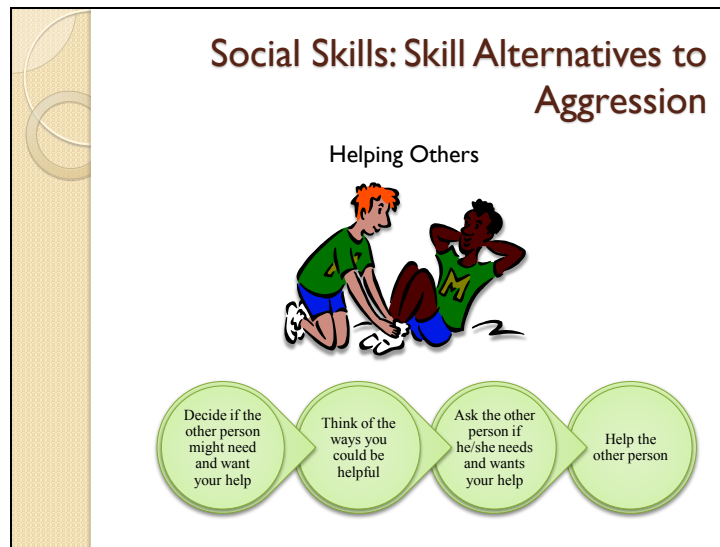 Social Skills: Skill Alternatives to
Aggression
Helping Others
M
Decide if the
other person
might need
and want
your help
Think of the
ways you
could be
helpful
Ask the other
person if
he/she needs
and wants
your help
Help the
other person